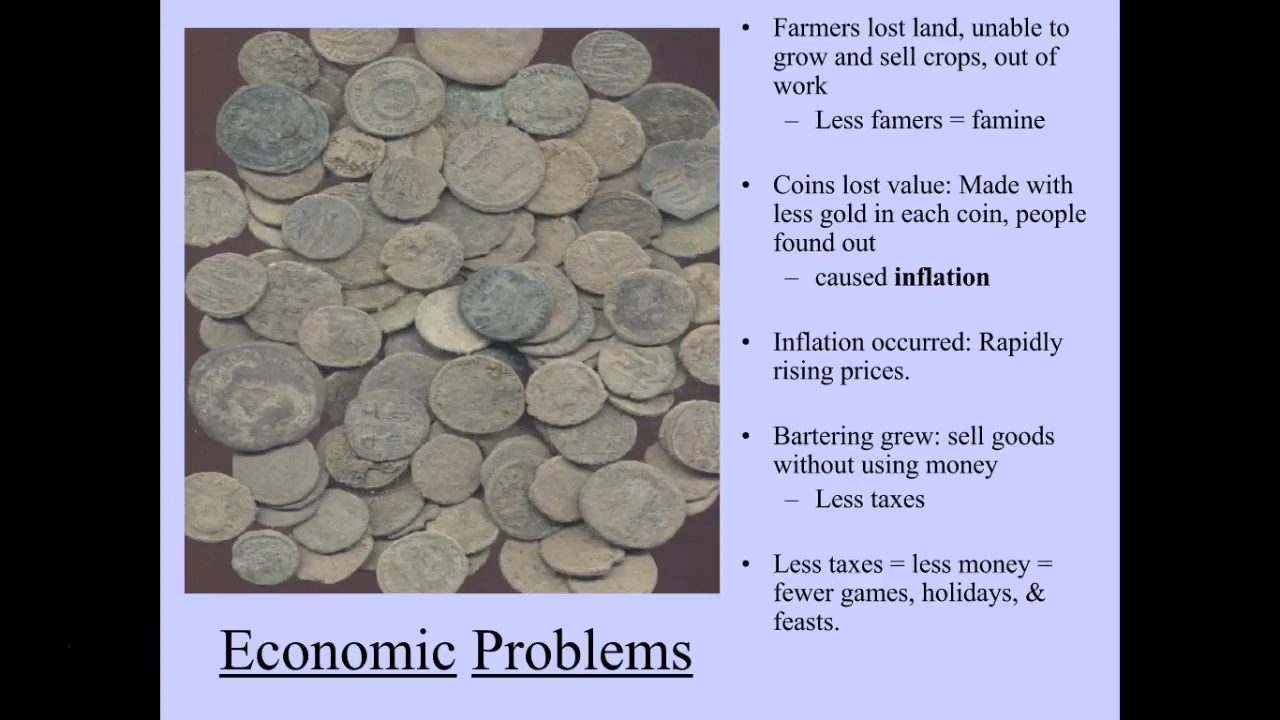 • Farmers lost land, unable to
grow and sell crops, out of
work
– Less famers = famine
• Coins lost value: Made with
less gold in each coin, people
found out
– caused inflation
• Inflation occurred: Rapidly
rising prices.
• Bartering grew: sell goods
without using money
– Less taxes
• Less taxes = less money =
fewer games, holidays, &
feasts.
Economic Problems